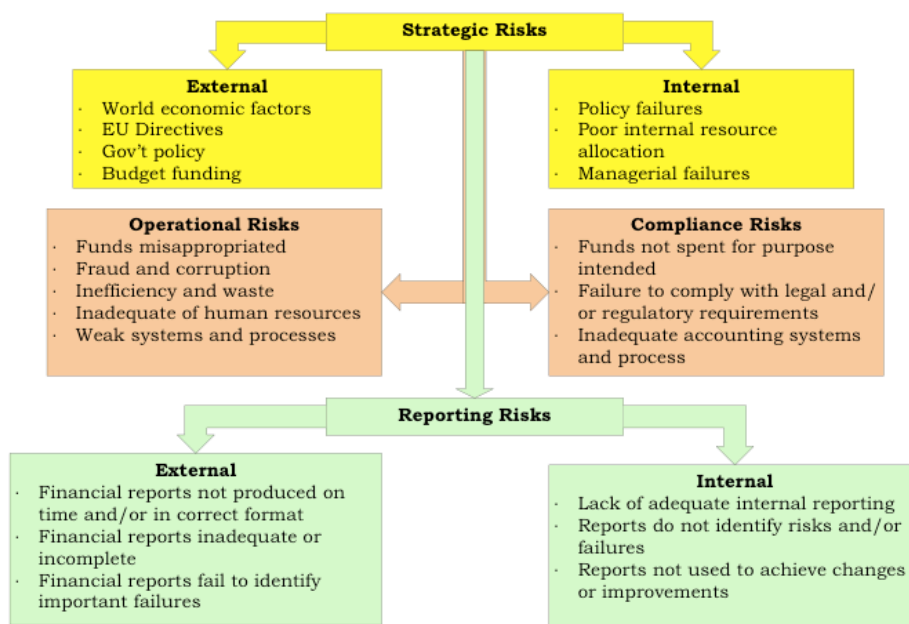 Strategic Risks
External
· World economic factors
· EU Directives
· Gov't policy
· Budget funding
Internal
· Policy failures
· Poor internal resource
allocation
· Managerial failures
Operational Risks
· Funds misappropriated
· Fraud and corruption
· Inefficiency and waste
· Inadequate of human resources
· Weak systems and processes
Compliance Risks
· Funds not spent for purpose
intended
· Failure to comply with legal and/
or regulatory requirements
· Inadequate accounting systems
and process
Reporting Risks
External
· Financial reports not produced on
time and/or in correct format
· Financial reports inadequate or
incomplete
· Financial reports fail to identify
important failures
Internal
· Lack of adequate internal reporting
· Reports do not identify risks and/or
failures
· Reports not used to achieve changes
or improvements